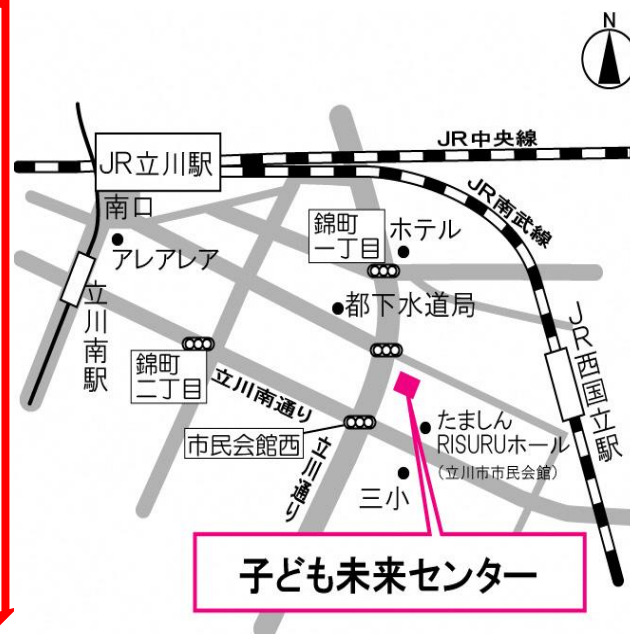 N
JR中央線
JR立川駅
JR南武線
南口
錦町
一丁目
ホテル
アレアレア
立川南駅
都下水道局
JR西国立駅
錦町
二丁目
立川南通り
たましん
RISURUホール
(立川市市民会館)
市民会館西
立川通り
三小
子ども未来センター